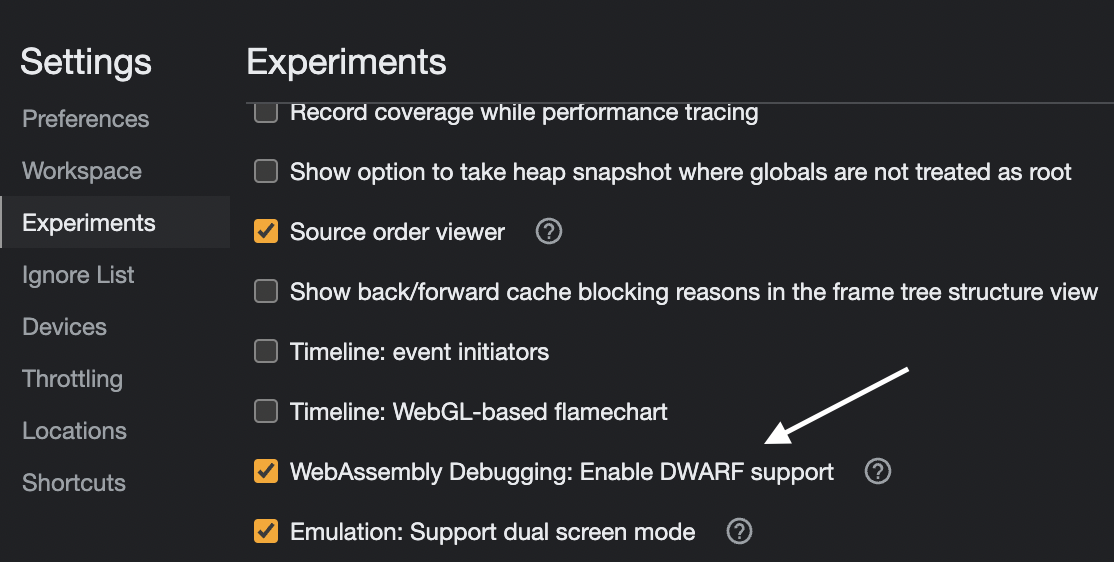 Settings
Preferences
Workspace
Experiments
Ignore List
Devices
Throttling
Locations
Shortcuts
Experiments
Record coverage while performance tracing
Show option to take heap snapshot where globals are not treated as root
Source order viewer ?
Show back/forward cache blocking reasons in the frame tree structure view
Timeline: event initiators
Timeline: WebGL-based flamechart
WebAssembly Debugging: Enable DWARF support ?
Emulation: Support dual screen mode ?